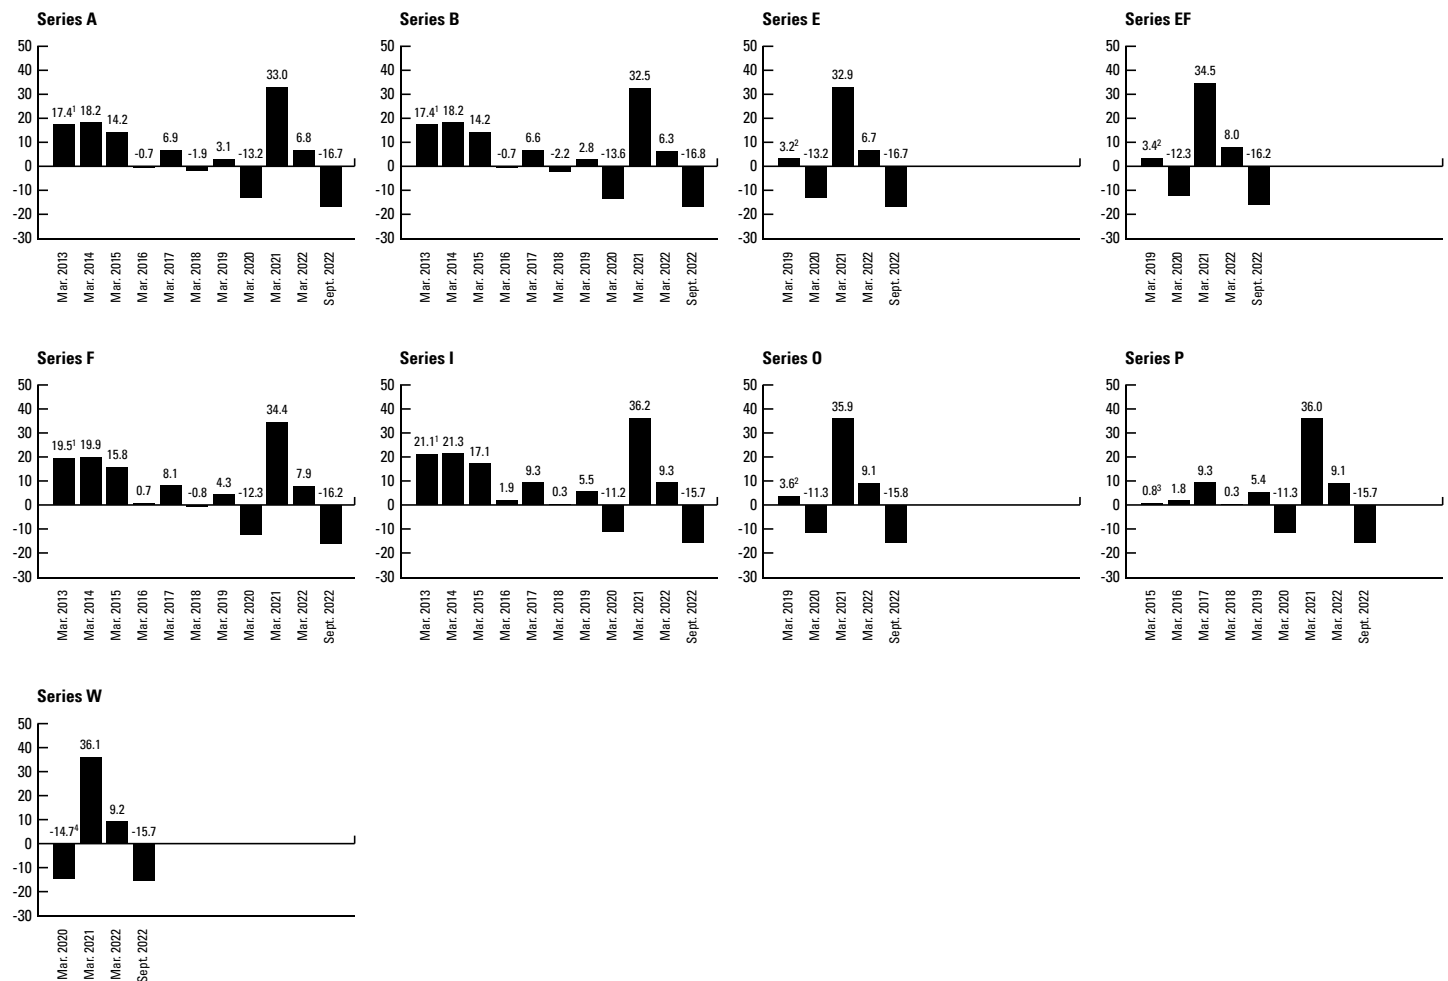 Series A
50
40
30
20
10
0
-10
-20
-30
17.4¹ 18.2 14.2 -0.7 6.9 -1.9 3.1 -13.2 33.0 6.8 -16.7
Mar. 2013
Mar. 2014
Mar. 2015
Mar. 2016
Mar. 2017
Mar. 2018
Mar. 2019
Mar. 2020
Mar. 2021
Mar. 2022
Sept. 2022
Series B
50
40
30
20
10
0
-10
-20
-30
17.4¹ 18.2 14.2 -0.7 6.6 -2.2 2.8 -13.6 32.5 6.3 -16.8
Mar. 2013
Mar. 2014
Mar. 2015
Mar. 2016
Mar. 2017
Mar. 2018
Mar. 2019
Mar. 2020
Mar. 2021
Mar. 2022
Sept. 2022
Series E
50
40
30
20
10
0
-10
-20
-30
3.2² -13.2 32.9 6.7 -16.7
Mar. 2019
Mar. 2020
Mar. 2021
Mar. 2022
Sept. 2022
Series EF
50
40
30
20
10
0
-10
-20
-30
3.4² -12.3 34.5 8.0 -16.2
Mar. 2019
Mar. 2020
Mar. 2021
Mar. 2022
Sept. 2022
Series F
50
40
30
20
10
0
-10
-20
-30
19.5¹ 19.9 15.8 0.7 8.1 -0.8 4.3 -12.3 34.4 7.9 -16.2
Mar. 2013
Mar. 2014
Mar. 2015
Mar. 2016
Mar. 2017
Mar. 2018
Mar. 2019
Mar. 2020
Mar. 2021
Mar. 2022
Sept. 2022
Series I
50
40
30
20
10
0
-10
-20
-30
21.1¹ 21.3 17.1 1.9 9.3 0.3 5.5 -11.2 36.2 9.3 -15.7
Mar. 2013
Mar. 2014
Mar. 2015
Mar. 2016
Mar. 2017
Mar. 2018
Mar. 2019
Mar. 2020
Mar. 2021
Mar. 2022
Sept. 2022
Series O
50
40
30
20
10
0
-10
-20
-30
3.6² -11.3 35.9 9.1 -15.8
Mar. 2019
Mar. 2020
Mar. 2021
Mar. 2022
Sept. 2022
Series P
50
40
30
20
10
0
-10
-20
-30
0.8³ 1.8 9.3 0.3 5.4 -11.3 36.0 9.1 -15.7
Mar. 2015
Mar. 2016
Mar. 2017
Mar. 2018
Mar. 2019
Mar. 2020
Mar. 2021
Mar. 2022
Sept. 2022
Series W
50
40
30
20
10
0
-10
-20
-30
-14.7⁴ 36.1 9.2 -15.7
Mar. 2020
Mar. 2021
Mar. 2022
Sept. 2022